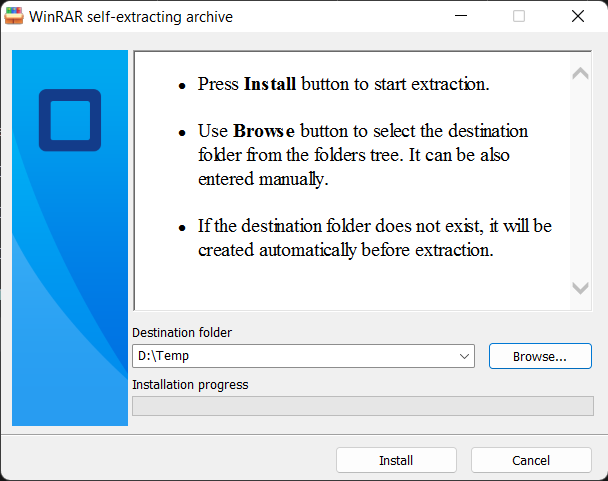 WinRAR self-extracting archive
• Press Install button to start extraction.
• Use Browse button to select the destination
folder from the folders tree. It can be also
entered manually.
• If the destination folder does not exist, it will be
created automatically before extraction.
Destination folder
D:\Temp
Browse...
Installation progress
Install
Cancel